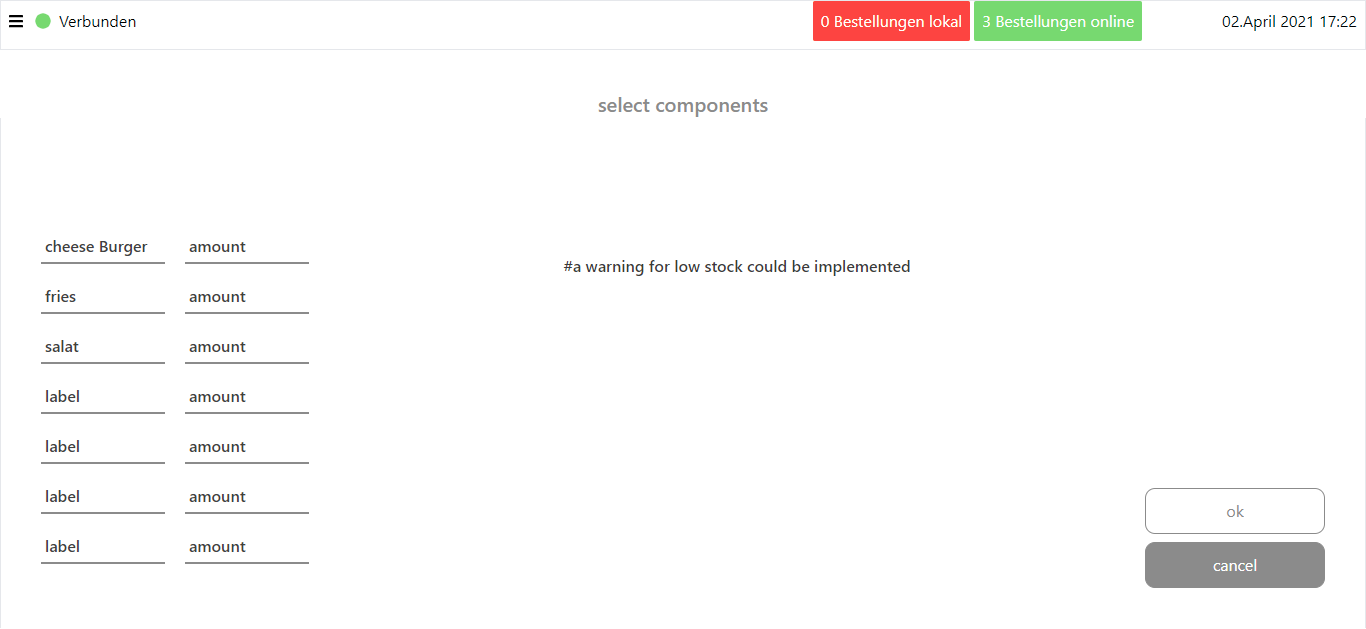 Verbunden 0 Bestellungen lokal 3 Bestellungen online 02.April 2021 17:22
select components
cheese Burger amount
#a warning for low stock could be implemented
fries amount
salat amount
label amount
label amount
label amount
label amount
ok
cancel